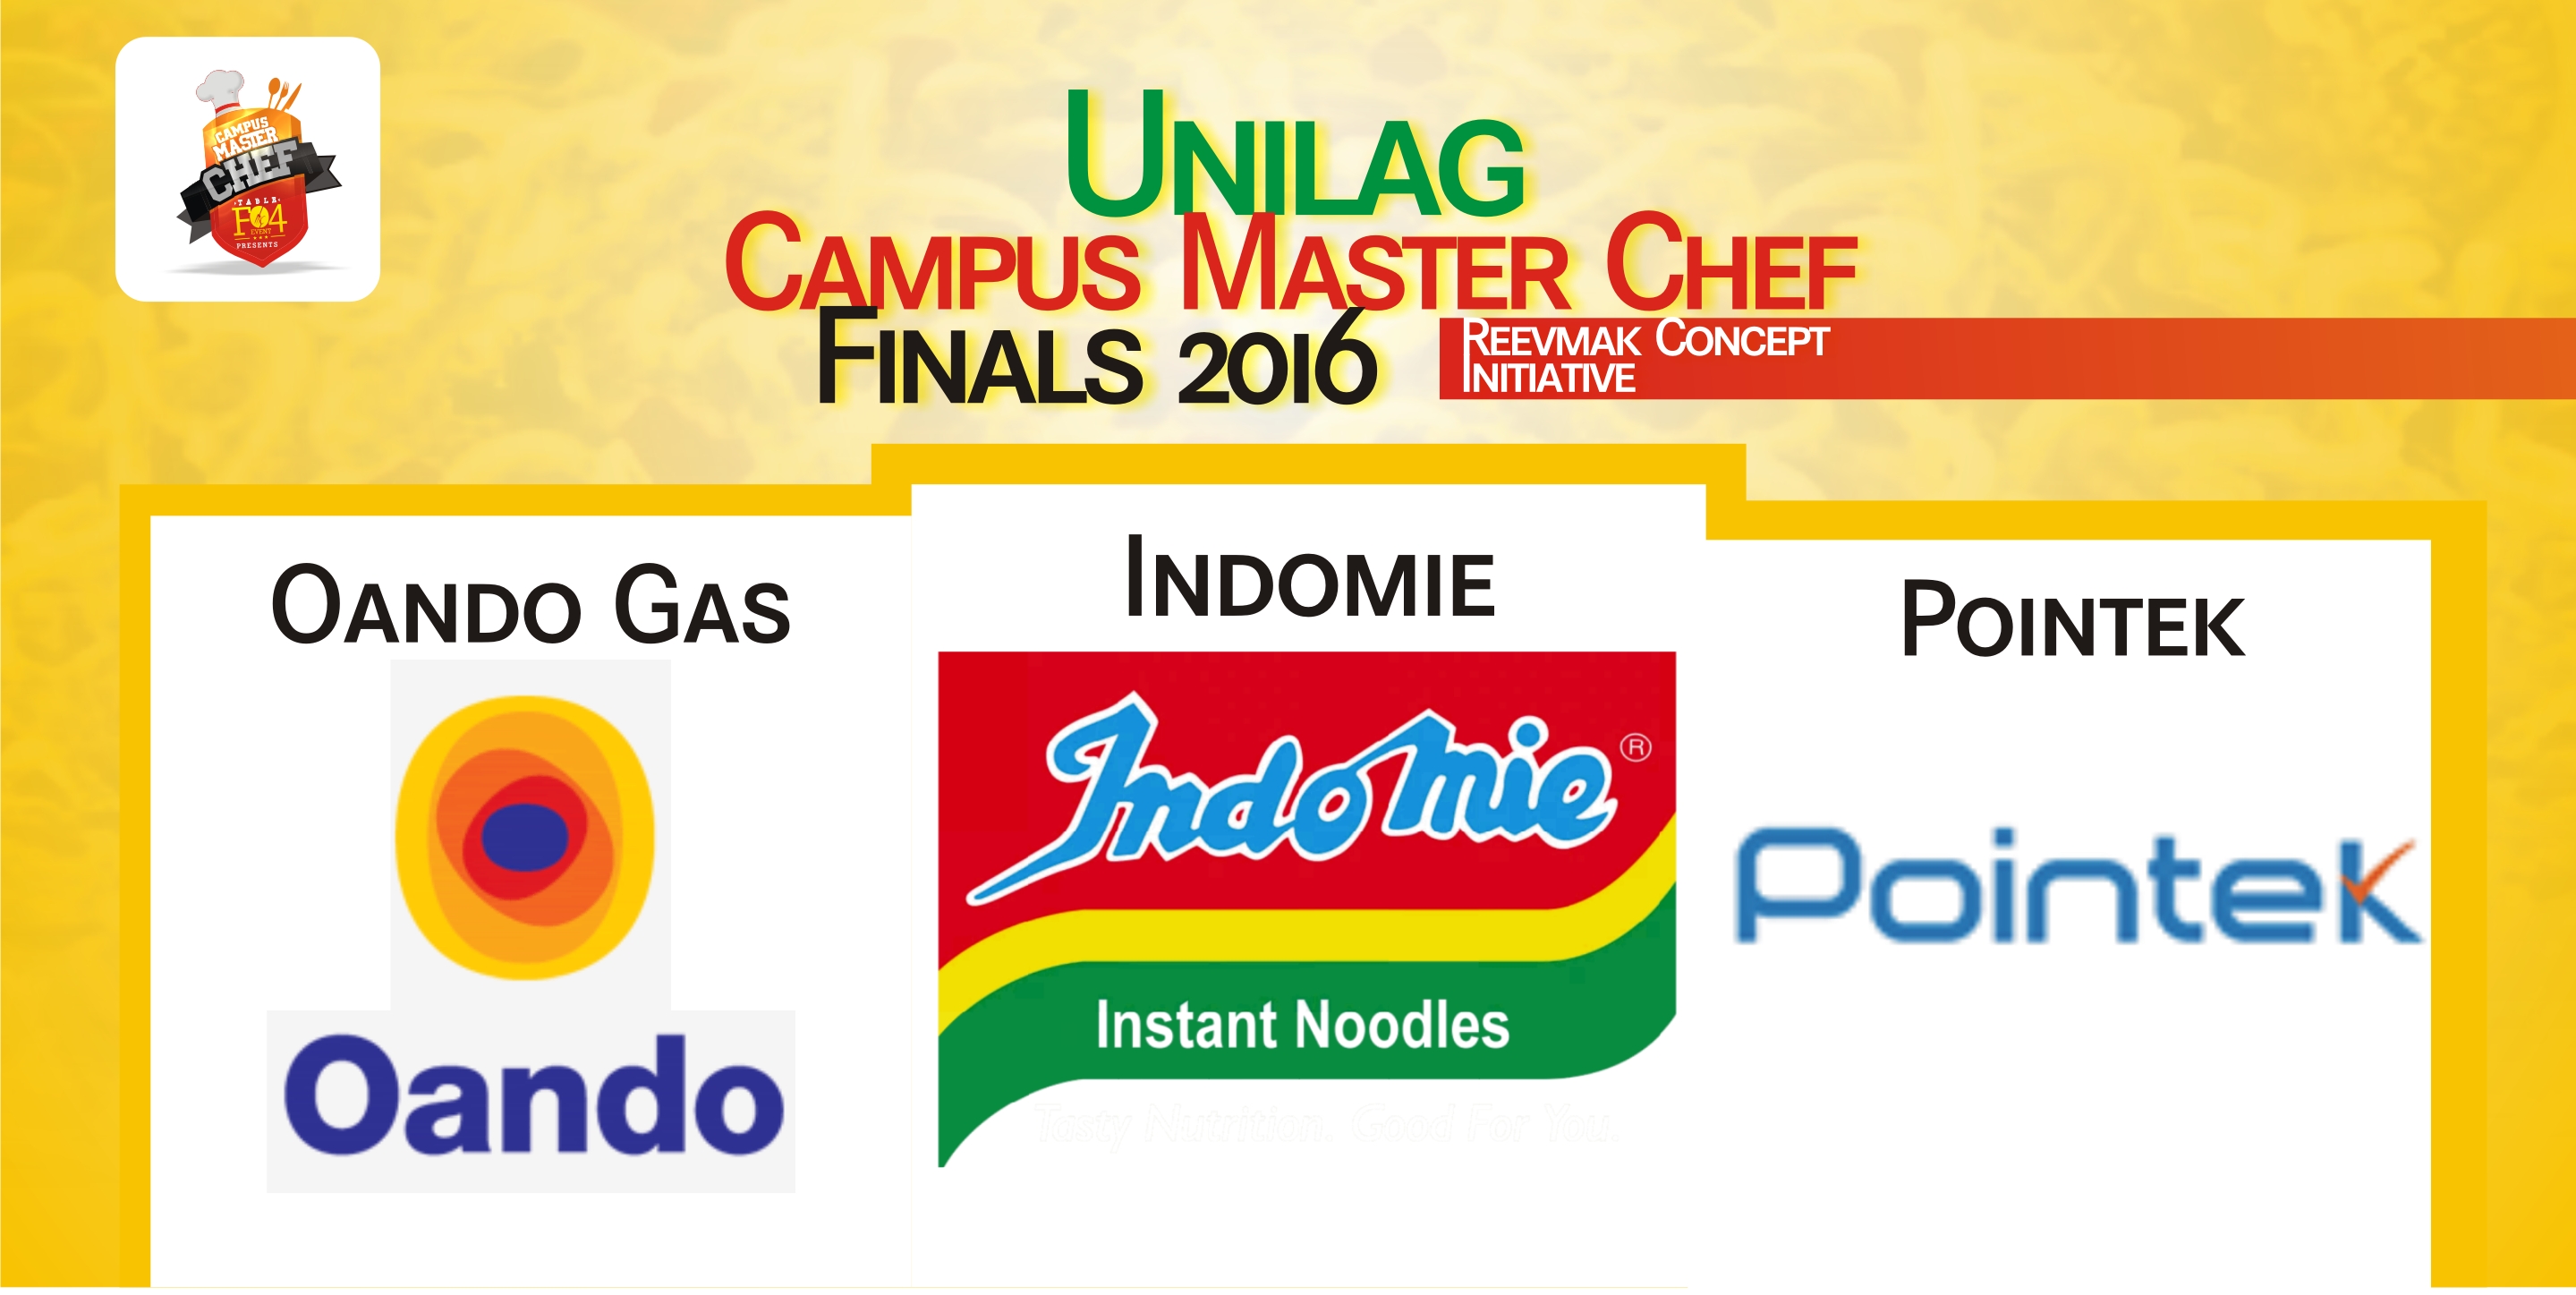 CAMPUS
MASTER
CHEF
TABLE
F04
EVENT
PRESENTS
UNILAG
CAMPUS MASTER CHEF
FINALS 2016
REEVMAK CONCEPT
INITIATIVE
OANDO GAS
Oando
INDOMIE
Indomie®
Instant Noodles
Tasty Nutrition. Good For You.
POINTEK
Pointek